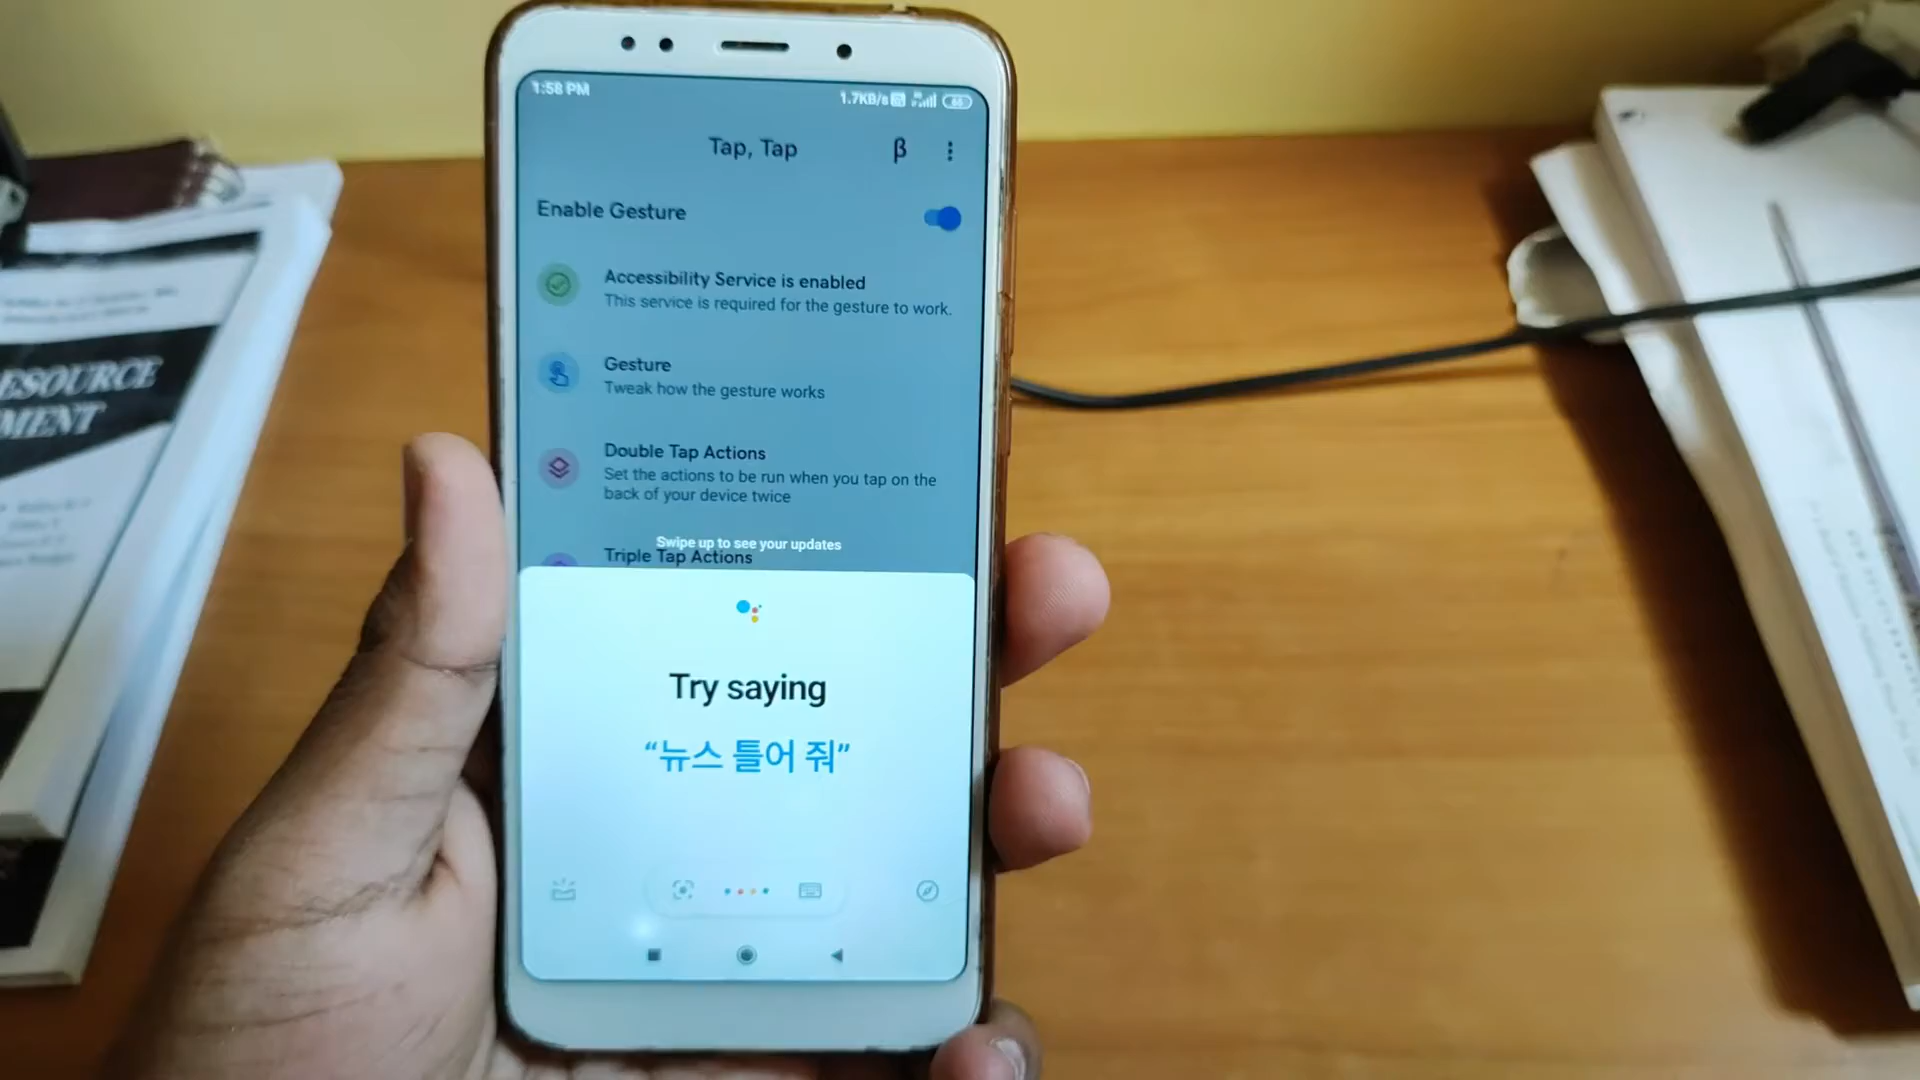 1:58 PM
1.7KB/s
66
Tap, Tap
β
Enable Gesture
Accessibility Service is enabled
This service is required for the gesture to work.
Gesture
Tweak how the gesture works
Double Tap Actions
Set the actions to be run when you tap on the
back of your device twice
Swipe up to see your updates
Triple Tap Actions
Try saying
“뉴스 틀어 줘”
ESOURCE
MENT